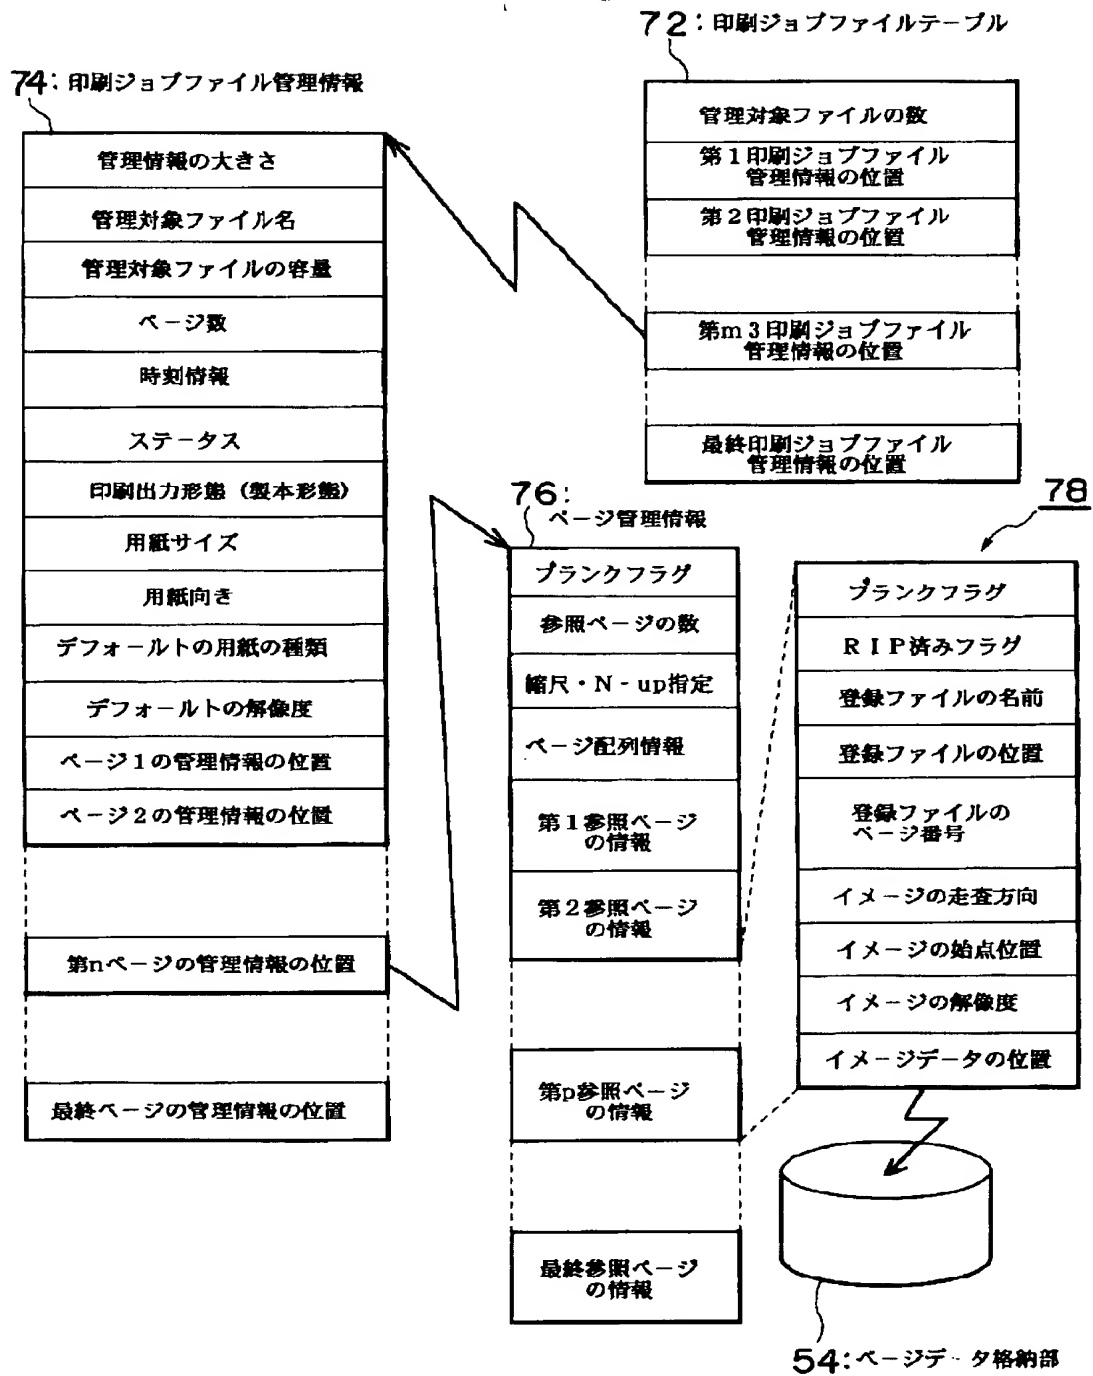 72:印刷ジョブファイルテーブル
管理対象ファイルの数
第1印刷ジョブファイル
管理情報の位置
第2印刷ジョブファイル
管理情報の位置
第m3印刷ジョブファイル
管理情報の位置
最終印刷ジョブファイル
管理情報の位置
74:印刷ジョブファイル管理情報
管理情報の大きさ
管理対象ファイル名
管理対象ファイルの容量
ページ数
時刻情報
ステータス
印刷出力形態(製本形態)
用紙サイズ
用紙向き
デフォールトの用紙の種類
デフォールトの解像度
ページ1の管理情報の位置
ページ2の管理情報の位置
第nページの管理情報の位置
最終ページの管理情報の位置
76:
ページ管理情報
ブランクフラグ
参照ページの数
縮尺・N-up指定
ページ配列情報
第1参照ページ
の情報
第2参照ページ
の情報
第p参照ページ
の情報
最終参照ページ
の情報
78
ブランクフラグ
RIP済みフラグ
登録ファイルの名前
登録ファイルの位置
登録ファイルの
ページ番号
イメージの走査方向
イメージの始点位置
イメージの解像度
イメージデータの位置
54:ページデータ格納部